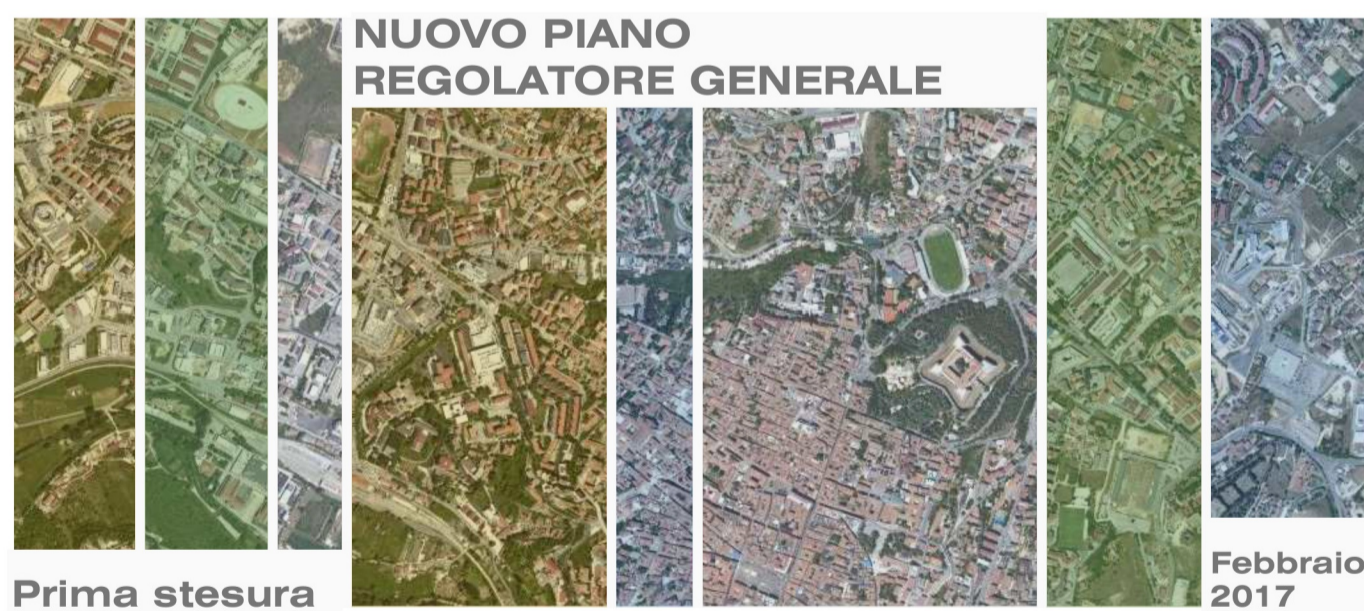 NUOVO PIANO
REGOLATORE GENERALE
Prima stesura
Febbraio
2017